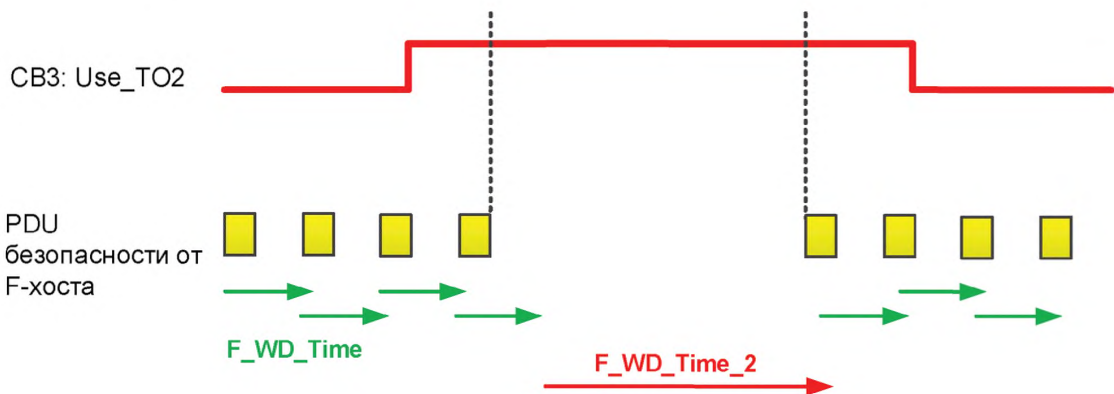 CB3: Use_TO2
PDU
безопасности от
F-хоста
F_WD_Time
F_WD_Time_2